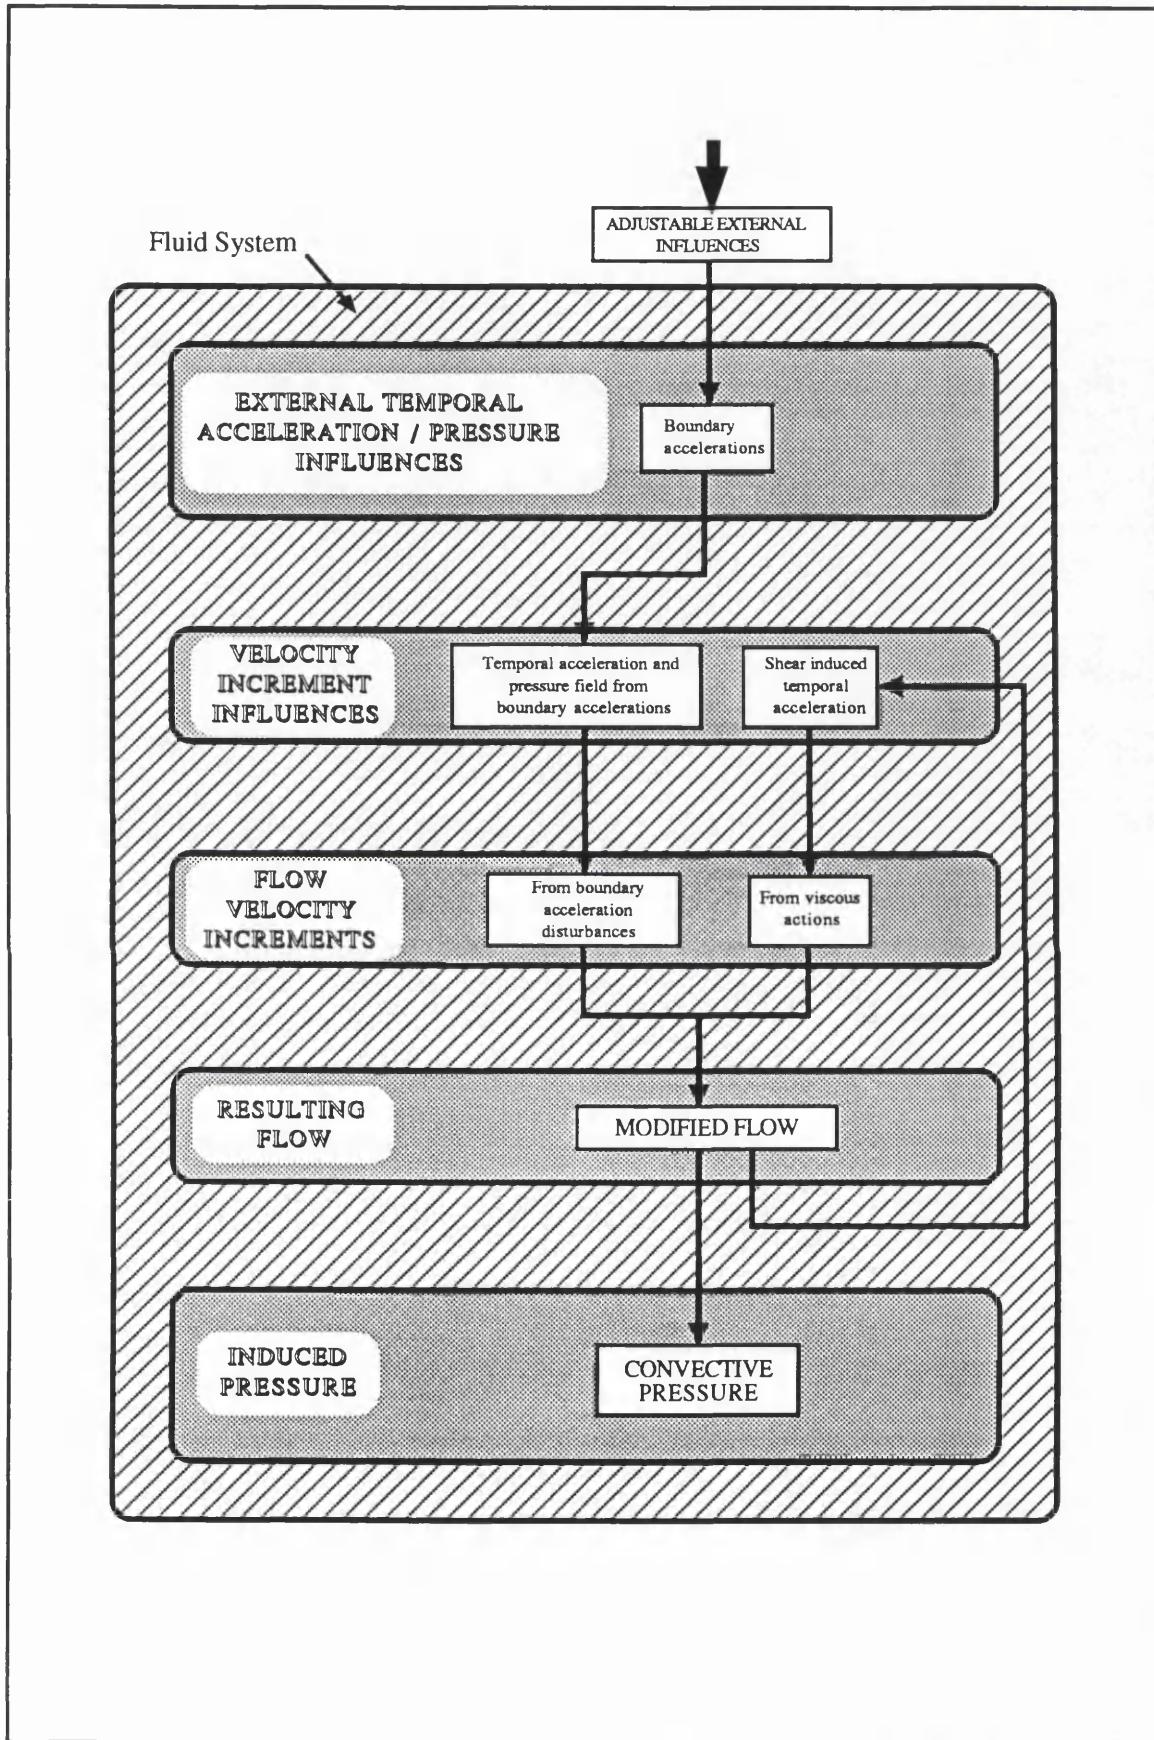 ADJUSTABLE EXTERNAL
INFLUENCES
Fluid System
EXTERNAL TEMPORAL
ACCELERATION / PRESSURE
INFLUENCES
Boundary
accelerations
VELOCITY
INCREMENT
INFLUENCES
Temporal acceleration and
pressure field from
boundary accelerations
Shear induced
temporal
acceleration
FLOW
VELOCITY
INCREMENTS
From boundary
acceleration
disturbances
From viscous
actions
RESULTING
FLOW
MODIFIED FLOW
INDUCED
PRESSURE
CONVECTIVE
PRESSURE